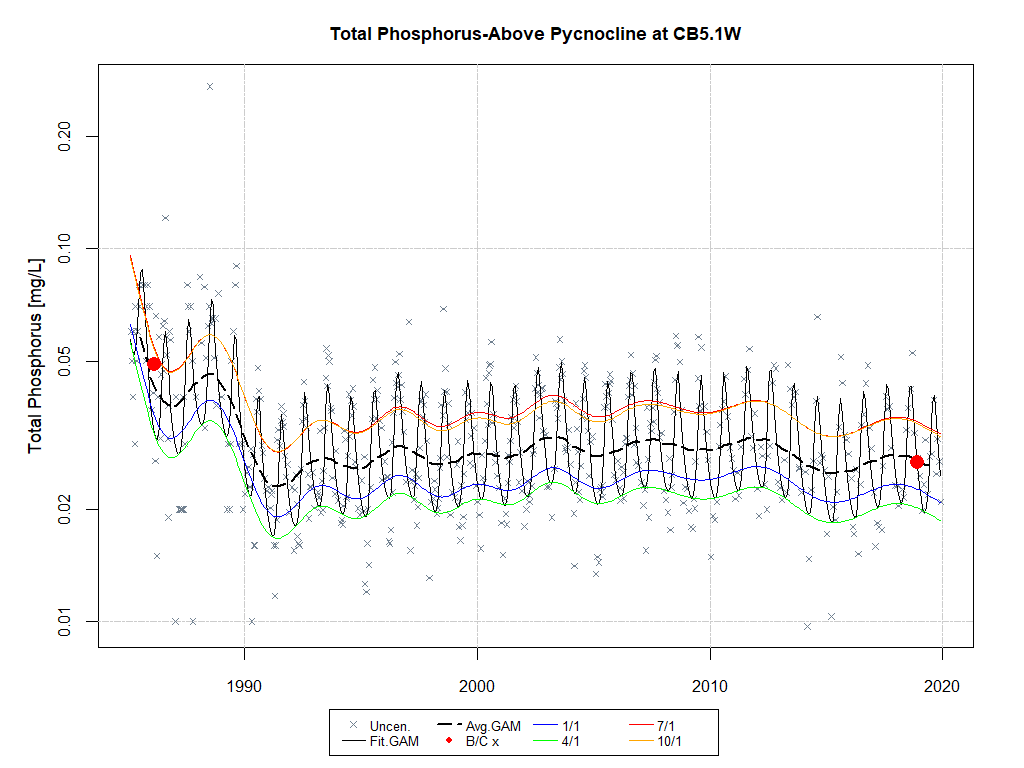 Total Phosphorus-Above Pycnocline at CB5.1W
Total Phosphorus [mg/L]
0.20
0.10
0.05
0.02
0.01
1990 2000 2010 2020
Uncen. Avg.GAM 1/1 7/1
Fit.GAM B/C x 4/1 10/1